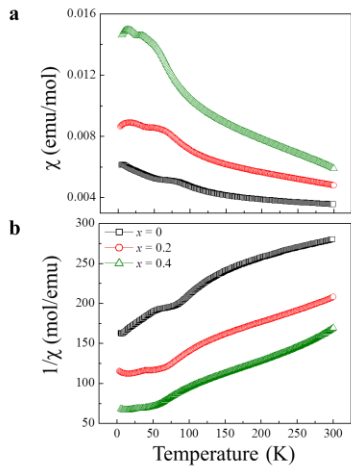 a
0.016
0.012
0.008
0.004
χ (emu/mol)
b
300
250
200
150
100
50
1/χ (mol/emu)
x = 0
x = 0.2
x = 0.4
0 50 100 150 200 250 300
Temperature (K)